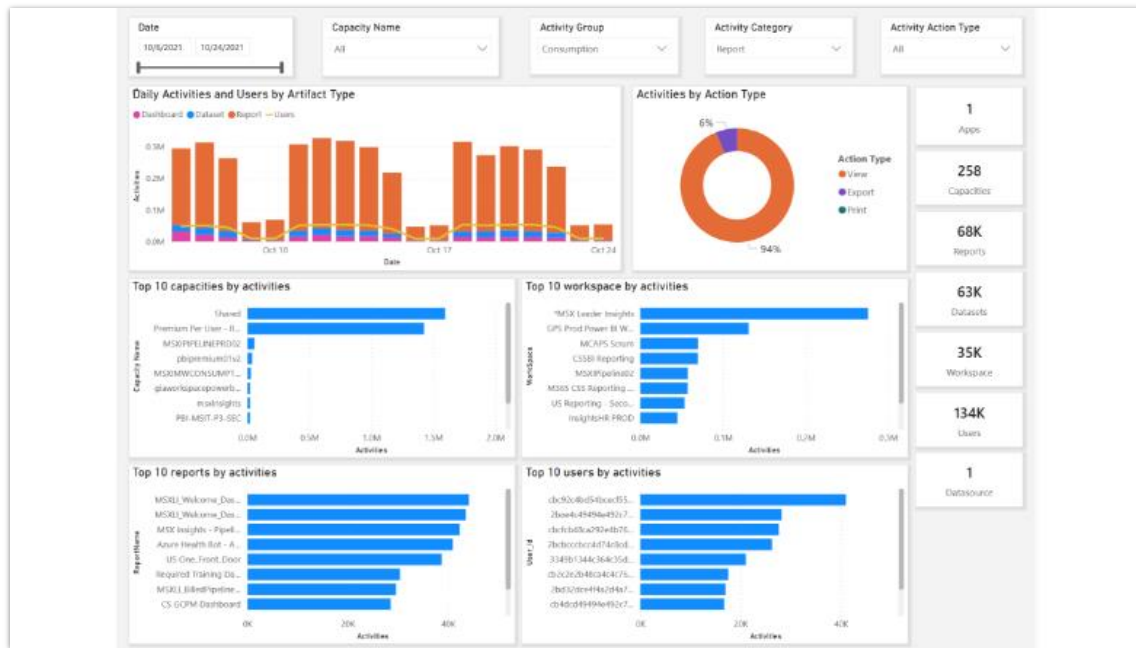 Date
10/6/2021 10/24/2021
Capacity Name
All
Activity Group
Consumption
Activity Category
Report
Activity Action Type
All
Daily Activities and Users by Artifact Type
Dashboard Dataset Report Users
Activities
0.3M
0.2M
0.1M
0.0M
Oct 10 Oct 17 Oct 24
Date
Activities by Action Type
6%
94%
Action Type
View
Export
Print
1
Apps
258
Capacities
68K
Reports
63K
Datasets
35K
Workspace
134K
Users
1
Datasource
Top 10 capacities by activities
Capacity Name
Shared
Premium Per User - R...
MSXIPIPELINEPROD2
pbipremium01v2
MSXIMWCONSUMP1...
giaworkspacepowerb...
msxinsights
PBI-MSIT-P3-SEC
0.0M 0.5M 1.0M 1.5M 2.0M
Activities
Top 10 workspace by activities
WorkSpace
*MSX Leader Insights
GPS Prod Power BI W...
MCAPS Scrum
CSSBI Reporting
MSXIPipeline02
M365 CSS Reporting ...
US Reporting - Seco...
InsightsHR PROD
0.0M 0.1M 0.2M 0.3M
Activities
Top 10 reports by activities
ReportName
MSXLI_Welcome_Das...
MSXLI_Welcome_Das...
MSX Insights - Pipeli...
Azure Health Bot - A...
US One_Front_Door
Required Training Da...
MSXLI_BilledPipeline...
CS GCPM Dashboard
0K 20K 40K
Activities
Top 10 users by activities
User_Id
0K 20K 40K
Activities